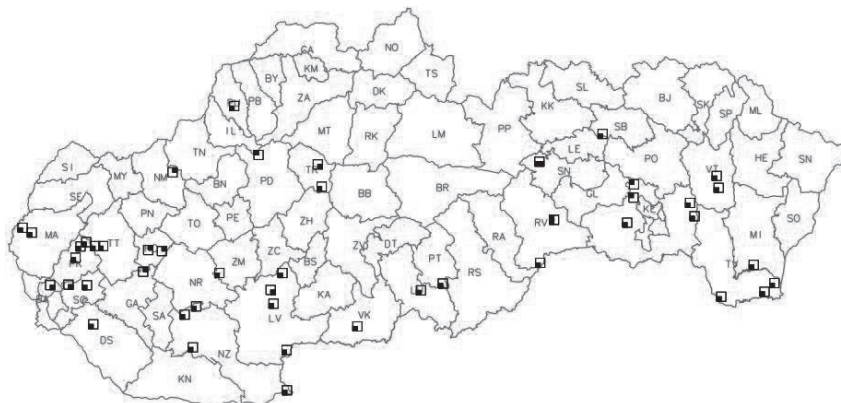 CA
NO
BY
KM
TS
PB
ZA
DK
SL
BJ
KK
SK
SP
ML
IL
MT
RK
LM
PP
SB
TN
LE
PO
HE
SN
SI
MY
NM
BN
PD
TR
BB
BR
SN
GL
VT
SE
PN
TO
PE
ZH
RV
KE
SO
MA
TT
RA
MI
ZV
DT
PK
ZM
ZC
BS
PT
RS
NR
KA
SC
GA
SA
LV
VK
DS
NZ
KN